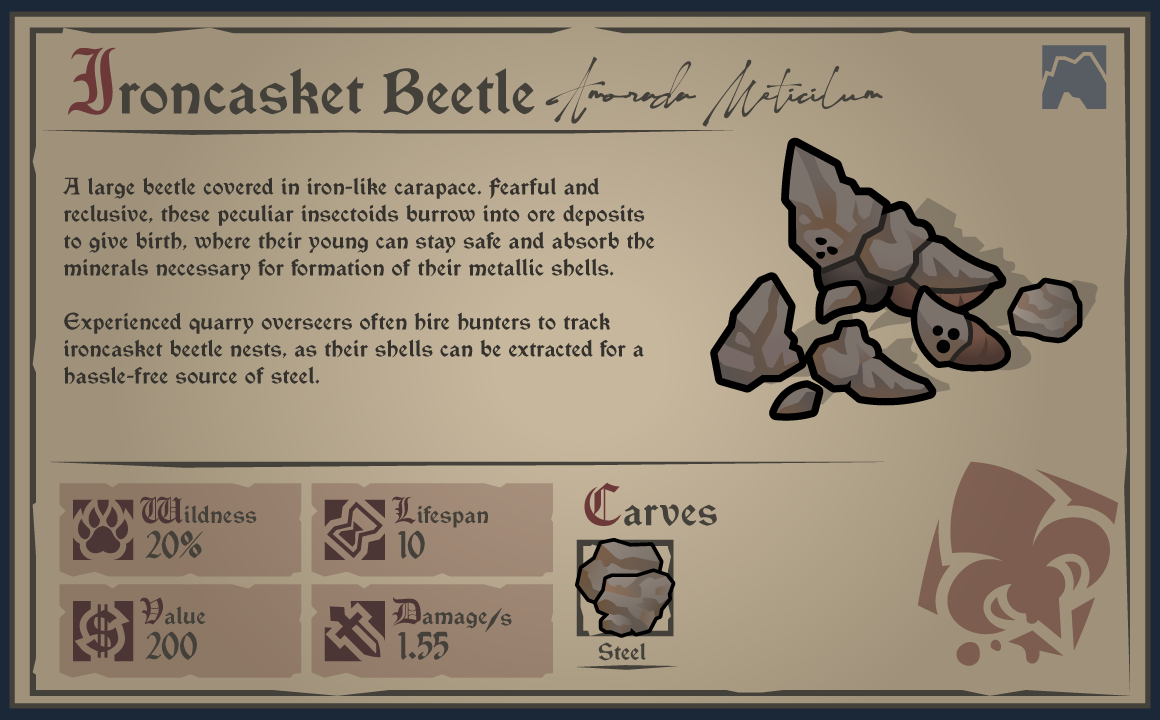 Ironcasket Beetle Amorada Meticilum
A large beetle covered in iron-like carapace. Fearful and
reclusive, these peculiar insectoids burrow into ore deposits
to give birth, where their young can stay safe and absorb the
minerals necessary for formation of their metallic shells.
Experienced quarry overseers often hire hunters to track
ironcasket beetle nests, as their shells can be extracted for a
hassle-free source of steel.
Wildness
20%
Lifespan
10
Value
200
Damage/s
1.55
Carves
Steel